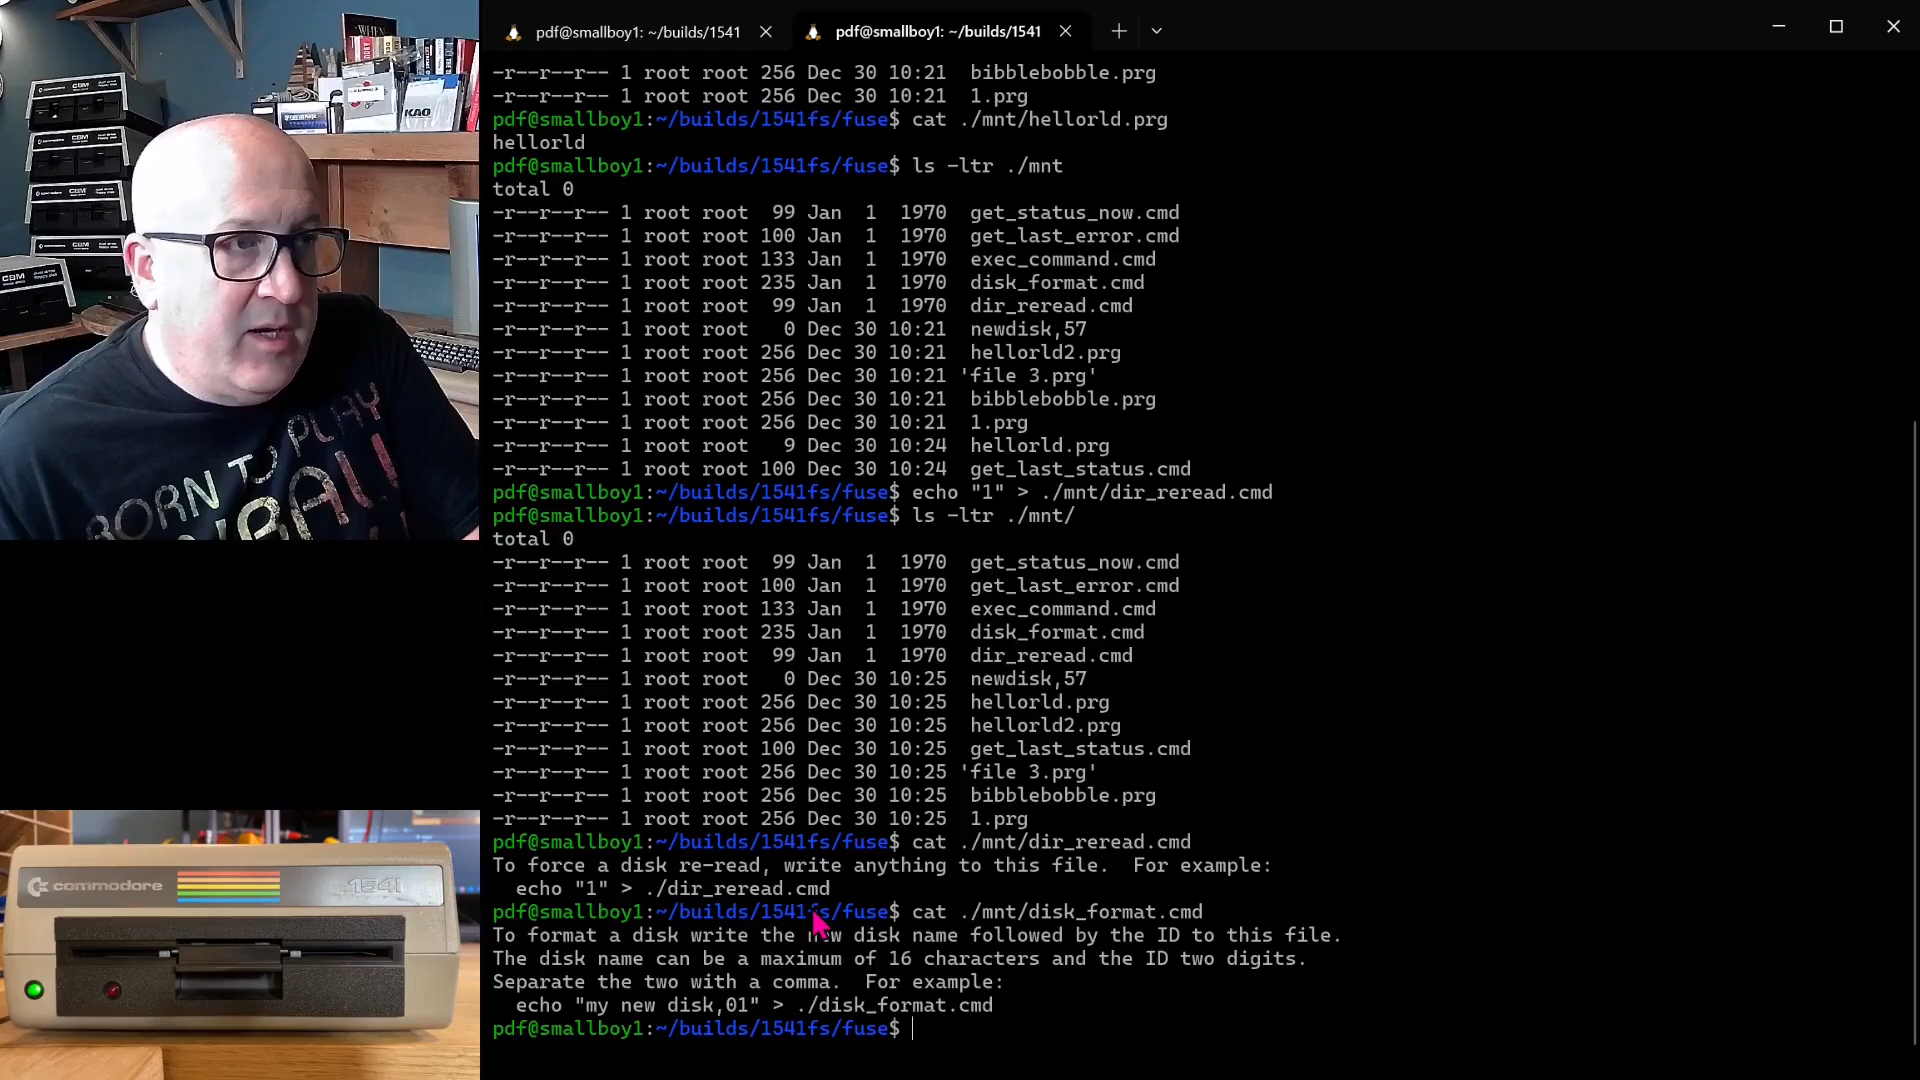 pdf@smallboy1: ~/builds/1541
pdf@smallboy1: ~/builds/1541
-r--r--r-- 1 root root 256 Dec 30 10:21  bibblebobble.prg
-r--r--r-- 1 root root 256 Dec 30 10:21  1.prg
pdf@smallboy1:~/builds/1541fs/fuse$ cat ./mnt/hellorld.prg
hellorld
pdf@smallboy1:~/builds/1541fs/fuse$ ls -ltr ./mnt
total 0
-r--r--r-- 1 root root  99 Jan  1  1970  get_status_now.cmd
-r--r--r-- 1 root root 100 Jan  1  1970  get_last_error.cmd
-r--r--r-- 1 root root 133 Jan  1  1970  exec_command.cmd
-r--r--r-- 1 root root 235 Jan  1  1970  disk_format.cmd
-r--r--r-- 1 root root  99 Jan  1  1970  dir_reread.cmd
-r--r--r-- 1 root root   0 Dec 30 10:21  newdisk,57
-r--r--r-- 1 root root 256 Dec 30 10:21  hellorld2.prg
-r--r--r-- 1 root root 256 Dec 30 10:21 'file 3.prg'
-r--r--r-- 1 root root 256 Dec 30 10:21  bibblebobble.prg
-r--r--r-- 1 root root 256 Dec 30 10:21  1.prg
-r--r--r-- 1 root root   9 Dec 30 10:24  hellorld.prg
-r--r--r-- 1 root root 100 Dec 30 10:24  get_last_status.cmd
pdf@smallboy1:~/builds/1541fs/fuse$ echo "1" > ./mnt/dir_reread.cmd
pdf@smallboy1:~/builds/1541fs/fuse$ ls -ltr ./mnt/
total 0
-r--r--r-- 1 root root  99 Jan  1  1970  get_status_now.cmd
-r--r--r-- 1 root root 100 Jan  1  1970  get_last_error.cmd
-r--r--r-- 1 root root 133 Jan  1  1970  exec_command.cmd
-r--r--r-- 1 root root 235 Jan  1  1970  disk_format.cmd
-r--r--r-- 1 root root  99 Jan  1  1970  dir_reread.cmd
-r--r--r-- 1 root root   0 Dec 30 10:25  newdisk,57
-r--r--r-- 1 root root 256 Dec 30 10:25  hellorld.prg
-r--r--r-- 1 root root 256 Dec 30 10:25  hellorld2.prg
-r--r--r-- 1 root root 100 Dec 30 10:25  get_last_status.cmd
-r--r--r-- 1 root root 256 Dec 30 10:25 'file 3.prg'
-r--r--r-- 1 root root 256 Dec 30 10:25  bibblebobble.prg
-r--r--r-- 1 root root 256 Dec 30 10:25  1.prg
pdf@smallboy1:~/builds/1541fs/fuse$ cat ./mnt/dir_reread.cmd
To force a disk re-read, write anything to this file.  For example:
  echo "1" > ./dir_reread.cmd
pdf@smallboy1:~/builds/1541fs/fuse$ cat ./mnt/disk_format.cmd
To format a disk write the new disk name followed by the ID to this file.
The disk name can be a maximum of 16 characters and the ID two digits.
Separate the two with a comma.  For example:
  echo "my new disk,01" > ./disk_format.cmd
pdf@smallboy1:~/builds/1541fs/fuse$
KAO
CBM
CBM
CBM
CBM
CBM
BORN TO PLAY
commodore
1541